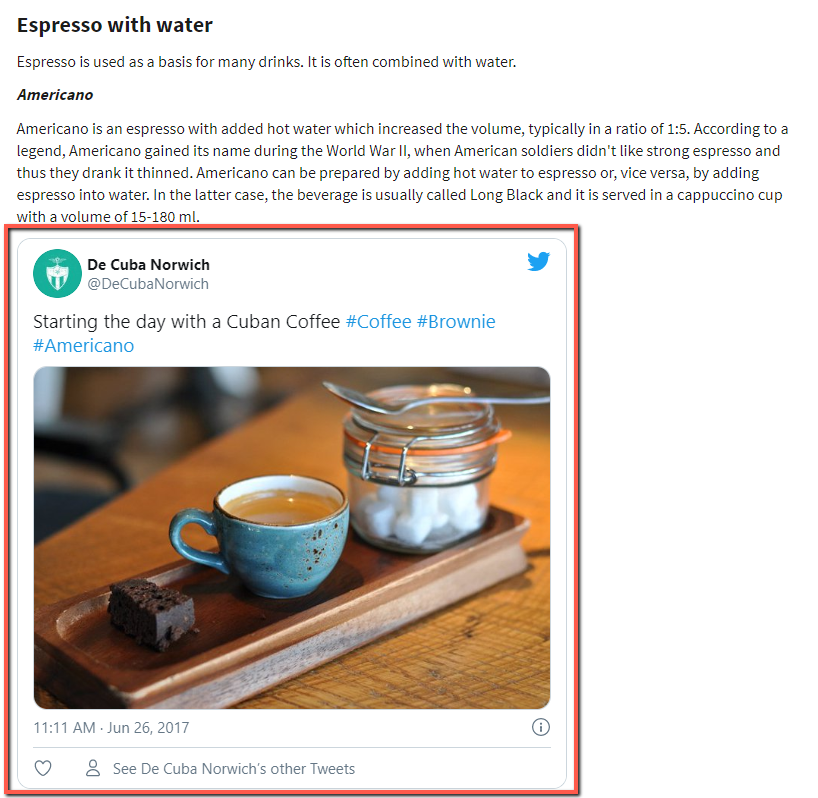 Espresso with water
Espresso is used as a basis for many drinks. It is often combined with water.
Americano
Americano is an espresso with added hot water which increased the volume, typically in a ratio of 1:5. According to a
legend, Americano gained its name during the World War II, when American soldiers didn't like strong espresso and
thus they drank it thinned. Americano can be prepared by adding hot water to espresso or, vice versa, by adding
espresso into water. In the latter case, the beverage is usually called Long Black and it is served in a cappuccino cup
with a volume of 15-180 ml.
De Cuba Norwich
@DeCubaNorwich
Starting the day with a Cuban Coffee #Coffee #Brownie
#Americano
11:11 AM · Jun 26, 2017
See De Cuba Norwich's other Tweets